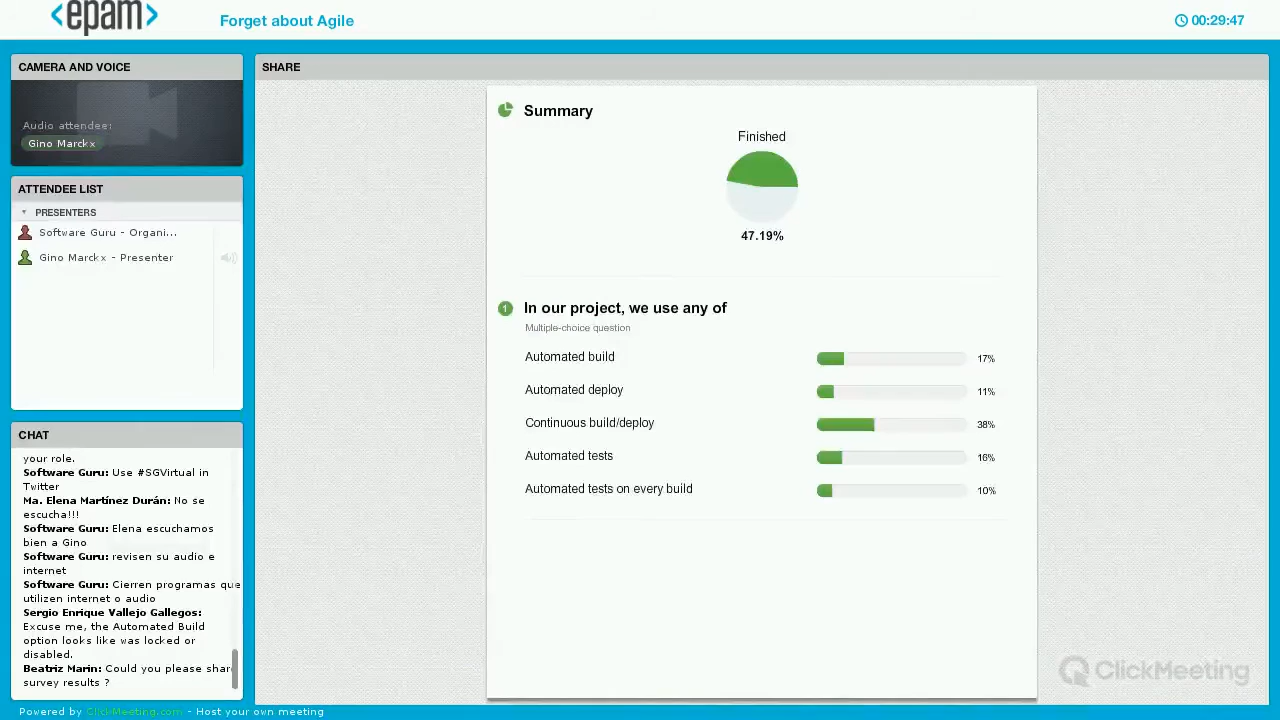 <epam>
Forget about Agile
00:29:47
CAMERA AND VOICE
Audio attendee:
Gino Marckx
ATTENDEE LIST
PRESENTERS
Software Guru - Organi...
Gino Marckx - Presenter
CHAT
your role.
Software Guru: Use #SGVirtual in
Twitter
Ma. Elena Martínez Durán: No se
escucha!!!
Software Guru: Elena escuchamos
bien a Gino
Software Guru: revisen su audio e
internet
Software Guru: Cierren programas que
utilizen internet o audio
Sergio Enrique Vallejo Gallegos:
Excuse me, the Automated Build
option looks like was locked or
disabled.
Beatriz Marin: Could you please share
survey results ?
SHARE
Summary
Finished
47.19%
1 In our project, we use any of
Multiple-choice question
Automated build 17%
Automated deploy 11%
Continuous build/deploy 38%
Automated tests 16%
Automated tests on every build 10%
ClickMeeting
Powered by ClickMeeting.com - Host your own meeting